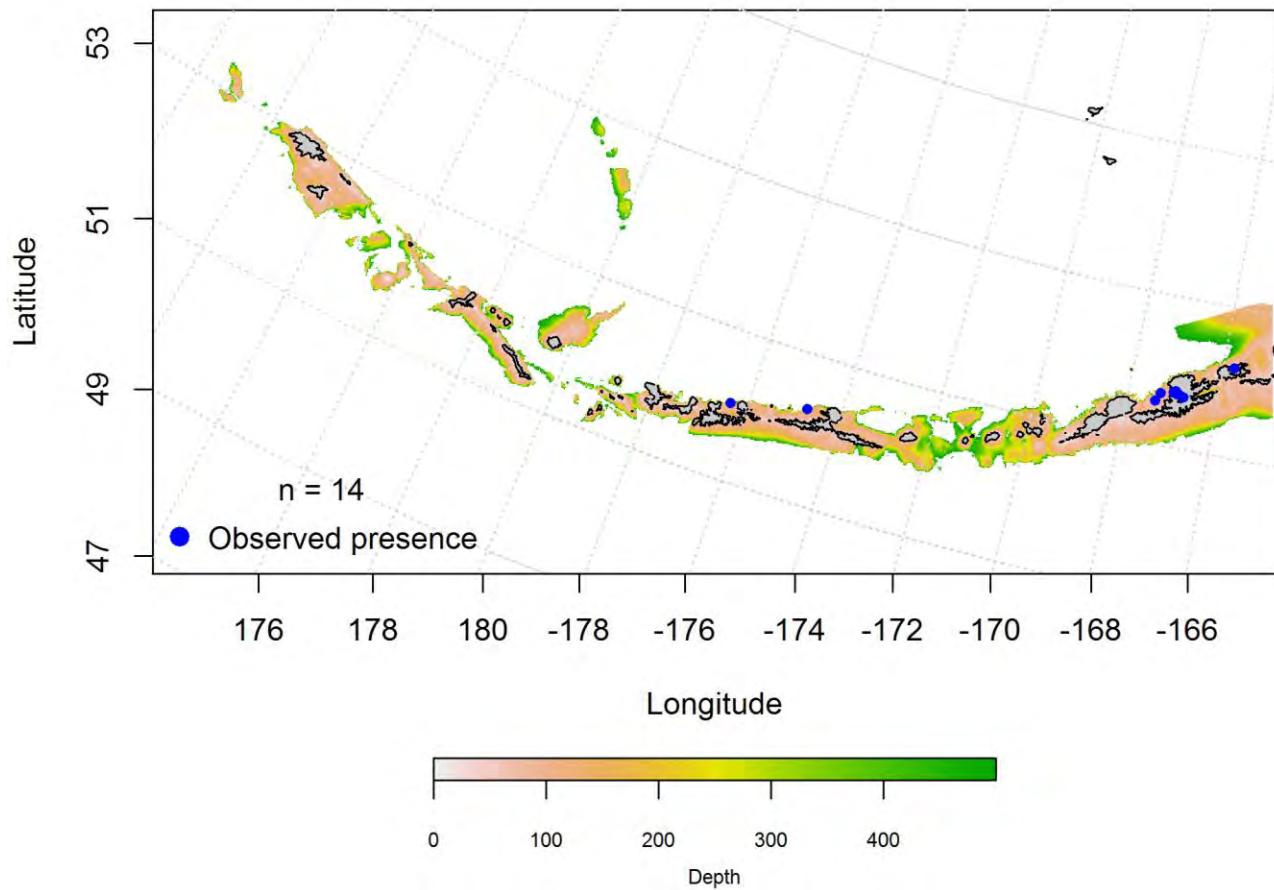 53
51
49
47
Latitude
n = 14
Observed presence
176 178 180 -178 -176 -174 -172 -170 -168 -166
Longitude
0 100 200 300 400
Depth